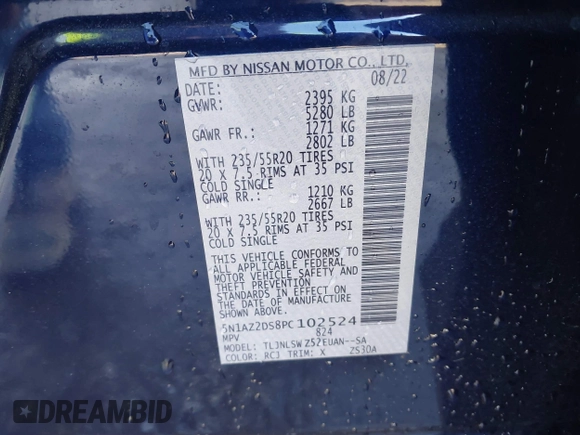 MFD BY NISSAN MOTOR CO., LTD.
DATE: 08/22
GVWR: 2395 KG
5280 LB
GAWR FR.: 1271 KG
2802 LB
WITH 235/55R20 TIRES
20 X 7.5 RIMS AT 35 PSI
COLD SINGLE
GAWR RR.: 1210 KG
2667 LB
WITH 235/55R20 TIRES
20 X 7.5 RIMS AT 35 PSI
COLD SINGLE
THIS VEHICLE CONFORMS TO
ALL APPLICABLE FEDERAL
MOTOR VEHICLE SAFETY AND
THEFT PREVENTION
STANDARDS IN EFFECT ON
THE DATE OF MANUFACTURE
SHOWN ABOVE.
5N1AZ2DS8PC102524
MPV 824
MODEL: TLJNLSW Z52EUAN--SA
COLOR: RCJ TRIM: X ZS30A
DREAMBID